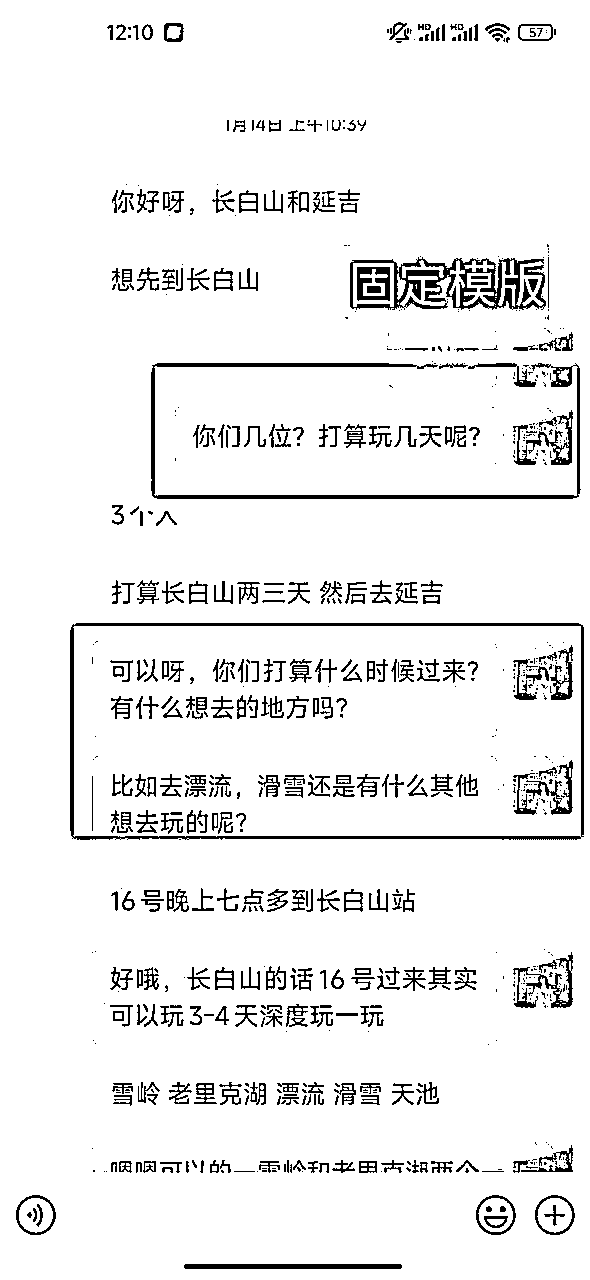 12:10
HD HD 57
1月14日 上午10:39
你好呀，长白山和延吉
想先到长白山
固定模版
你们几位？打算玩几天呢？
3个人
打算长白山两三天 然后去延吉
可以呀，你们打算什么时候过来？
有什么想去的地方吗？
比如去漂流，滑雪还是有什么其他
想去玩的呢？
16号晚上七点多到长白山站
好哦，长白山的话16号过来其实
可以玩3-4天深度玩一玩
雪岭 老里克湖 漂流 滑雪 天池
嗯嗯可以的一雪岭和老里克湖两个一